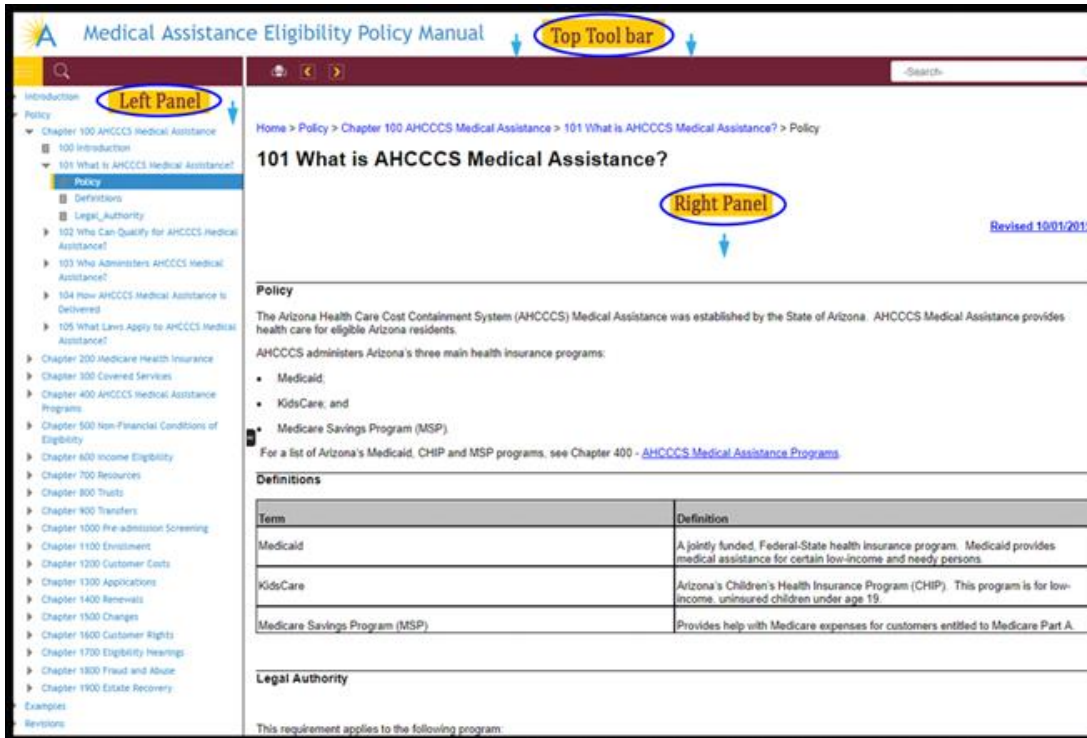 Medical Assistance Eligibility Policy Manual
Top Tool bar
-Search-
Left Panel
Introduction
Policy
Chapter 100 AHCCCS Medical Assistance
100 Introduction
101 What is AHCCCS Medical Assistance?
Policy
Definitions
Legal_Authority
102 Who Can Qualify for AHCCCS Medical
Assistance?
103 Who Administers AHCCCS Medical
Assistance?
104 How AHCCCS Medical Assistance is
Delivered
105 What Laws Apply to AHCCCS Medical
Assistance?
Chapter 200 Medicare Health Insurance
Chapter 300 Covered Services
Chapter 400 AHCCCS Medical Assistance
Programs
Chapter 500 Non-Financial Conditions of
Eligibility
Chapter 600 Income Eligibility
Chapter 700 Resources
Chapter 800 Trusts
Chapter 900 Transfers
Chapter 1000 Pre-admission Screening
Chapter 1100 Enrollment
Chapter 1200 Customer Costs
Chapter 1300 Applications
Chapter 1400 Renewals
Chapter 1500 Changes
Chapter 1600 Customer Rights
Chapter 1700 Eligibility Hearings
Chapter 1800 Fraud and Abuse
Chapter 1900 Estate Recovery
Examples
Revisions
Home > Policy > Chapter 100 AHCCCS Medical Assistance > 101 What is AHCCCS Medical Assistance? > Policy
101 What is AHCCCS Medical Assistance?
Right Panel
Revised 10/01/201
Policy
The Arizona Health Care Cost Containment System (AHCCCS) Medical Assistance was established by the State of Arizona. AHCCCS Medical Assistance provides
health care for eligible Arizona residents.
AHCCCS administers Arizona's three main health insurance programs:
• Medicaid;
• KidsCare; and
• Medicare Savings Program (MSP).
For a list of Arizona's Medicaid, CHIP and MSP programs, see Chapter 400 - AHCCCS Medical Assistance Programs.
Definitions
Term Definition
Medicaid A jointly funded, Federal-State health insurance program. Medicaid provides
medical assistance for certain low-income and needy persons.
KidsCare Arizona's Children's Health Insurance Program (CHIP). This program is for low-
income, uninsured children under age 19.
Medicare Savings Program (MSP) Provides help with Medicare expenses for customers entitled to Medicare Part A.
Legal Authority
This requirement applies to the following program: